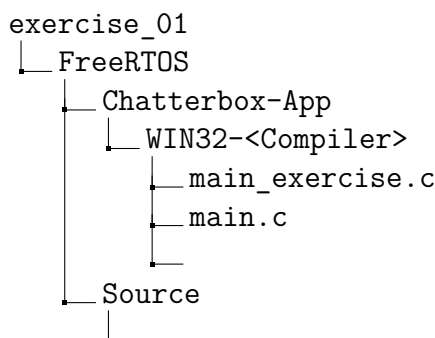 exercise_01
FreeRTOS
Chatterbox-App
WIN32-<Compiler>
main_exercise.c
main.c
Source